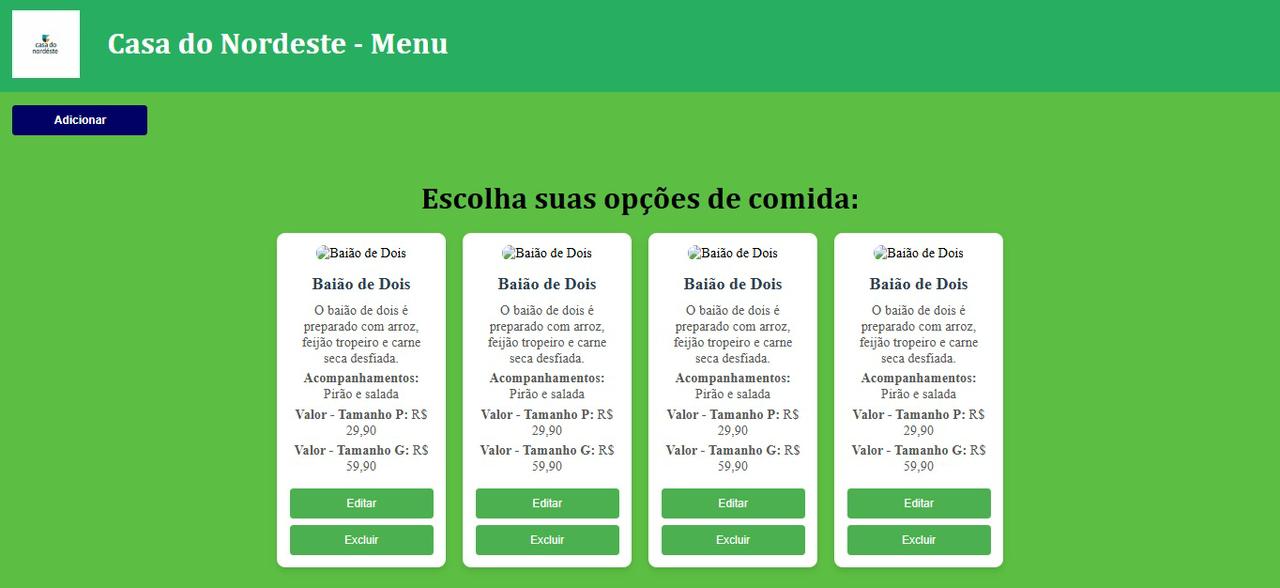 casa do
nordeste
Casa do Nordeste - Menu
Adicionar
Escolha suas opções de comida:
Baião de Dois
Baião de Dois
O baião de dois é
preparado com arroz,
feijão tropeiro e carne
seca desfiada.
Acompanhamentos:
Pirão e salada
Valor - Tamanho P: R$
29,90
Valor - Tamanho G: R$
59,90
Editar
Excluir
Baião de Dois
Baião de Dois
O baião de dois é
preparado com arroz,
feijão tropeiro e carne
seca desfiada.
Acompanhamentos:
Pirão e salada
Valor - Tamanho P: R$
29,90
Valor - Tamanho G: R$
59,90
Editar
Excluir
Baião de Dois
Baião de Dois
O baião de dois é
preparado com arroz,
feijão tropeiro e carne
seca desfiada.
Acompanhamentos:
Pirão e salada
Valor - Tamanho P: R$
29,90
Valor - Tamanho G: R$
59,90
Editar
Excluir
Baião de Dois
Baião de Dois
O baião de dois é
preparado com arroz,
feijão tropeiro e carne
seca desfiada.
Acompanhamentos:
Pirão e salada
Valor - Tamanho P: R$
29,90
Valor - Tamanho G: R$
59,90
Editar
Excluir